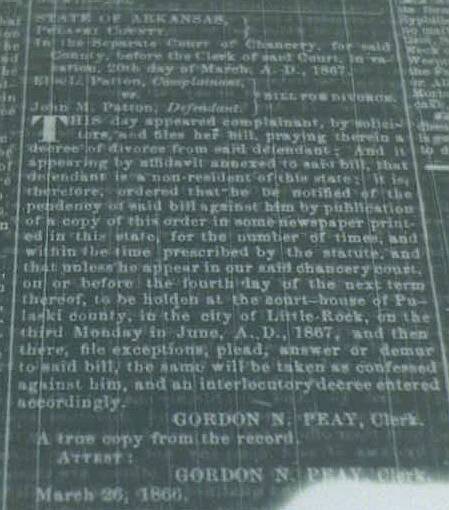 STATE OF ARKANSAS, }
PULASKI COUNTY. }
In the Separate Court of Chancery, for said
County, before the Clerk of said Court, in va-
cation, 20th day of March, A. D., 1867.
Patton, Complainant, }
vs. } BILL FOR DIVORCE.
John M. Patton, Defendant. }
THIS day appeared complainant, by solici-
tors, and files her bill, praying therein a
decree of divorce from said defendant; And it
appearing by affidavit annexed to said bill, that
defendant is a non-resident of this state; It is,
therefore, ordered that he be notified of the
pendency of said bill against him by publication
of a copy of this order in some newspaper print-
ed in this state, for the number of times, and
within the time prescribed by the statute, and
that unless he appear in our said chancery court,
on or before the fourth day of the next term
thereof, to be holden at the court-house of Pu-
laski county, in the city of Little-Rock, on the
third Monday in June, A. D., 1867, and then
there, file exceptions, plead, answer or demur
to said bill, the same will be taken as confessed
against him, and an interlocutory decree entered
accordingly.
GORDON N. PEAY, Clerk.
A true copy from the record.
ATTEST:
GORDON N. PEAY, Clerk.
March 26, 1866.